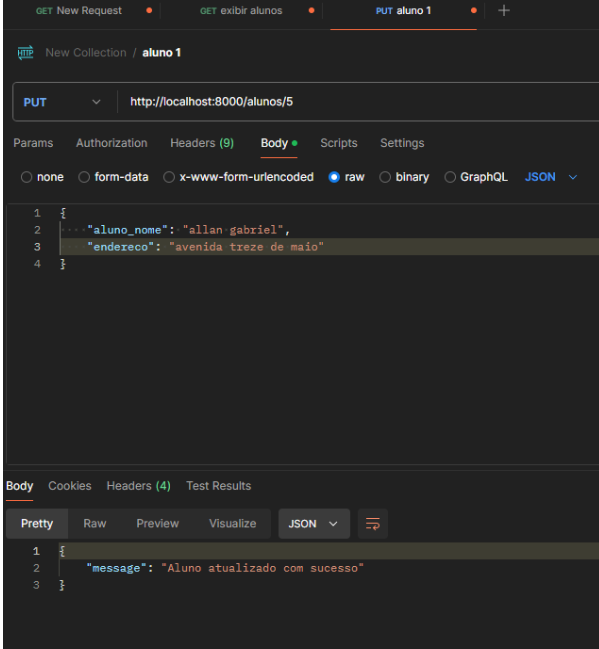 GET New Request GET exibir alunos PUT aluno 1 +
HTTP New Collection / aluno 1
PUT http://localhost:8000/alunos/5
Params Authorization Headers (9) Body Scripts Settings
none form-data x-www-form-urlencoded raw binary GraphQL JSON
1 {
2 ····"aluno_nome":·"allan·gabriel",
3 ····"endereco": "avenida treze de maio"
4 }
Body Cookies Headers (4) Test Results
Pretty Raw Preview Visualize JSON
1 {
2 "message": "Aluno atualizado com sucesso"
3 }